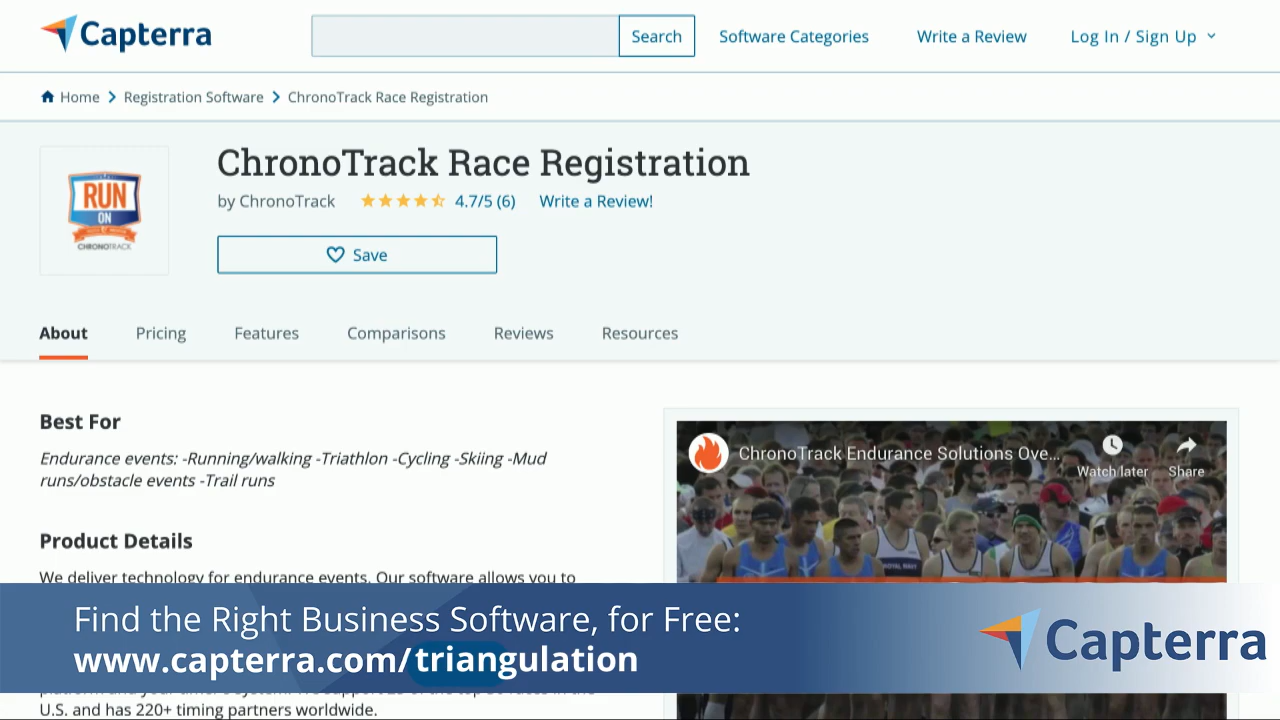 Capterra
Search
Software Categories
Write a Review
Log In / Sign Up
Home
Registration Software
ChronoTrack Race Registration
RUN
ON
CHRONOTRACK
ChronoTrack Race Registration
by ChronoTrack
4.7/5 (6)
Write a Review!
Save
About
Pricing
Features
Comparisons
Reviews
Resources
Best For
Endurance events: -Running/walking -Triathlon -Cycling -Skiing -Mud
runs/obstacle events -Trail runs
Product Details
We deliver technology for endurance events. Our software allows you to
ChronoTrack Endurance Solutions Ove...
Watch later
Share
ROYAL NAVY
Find the Right Business Software, for Free:
www.capterra.com/triangulation
Capterra
U.S. and has 220+ timing partners worldwide.